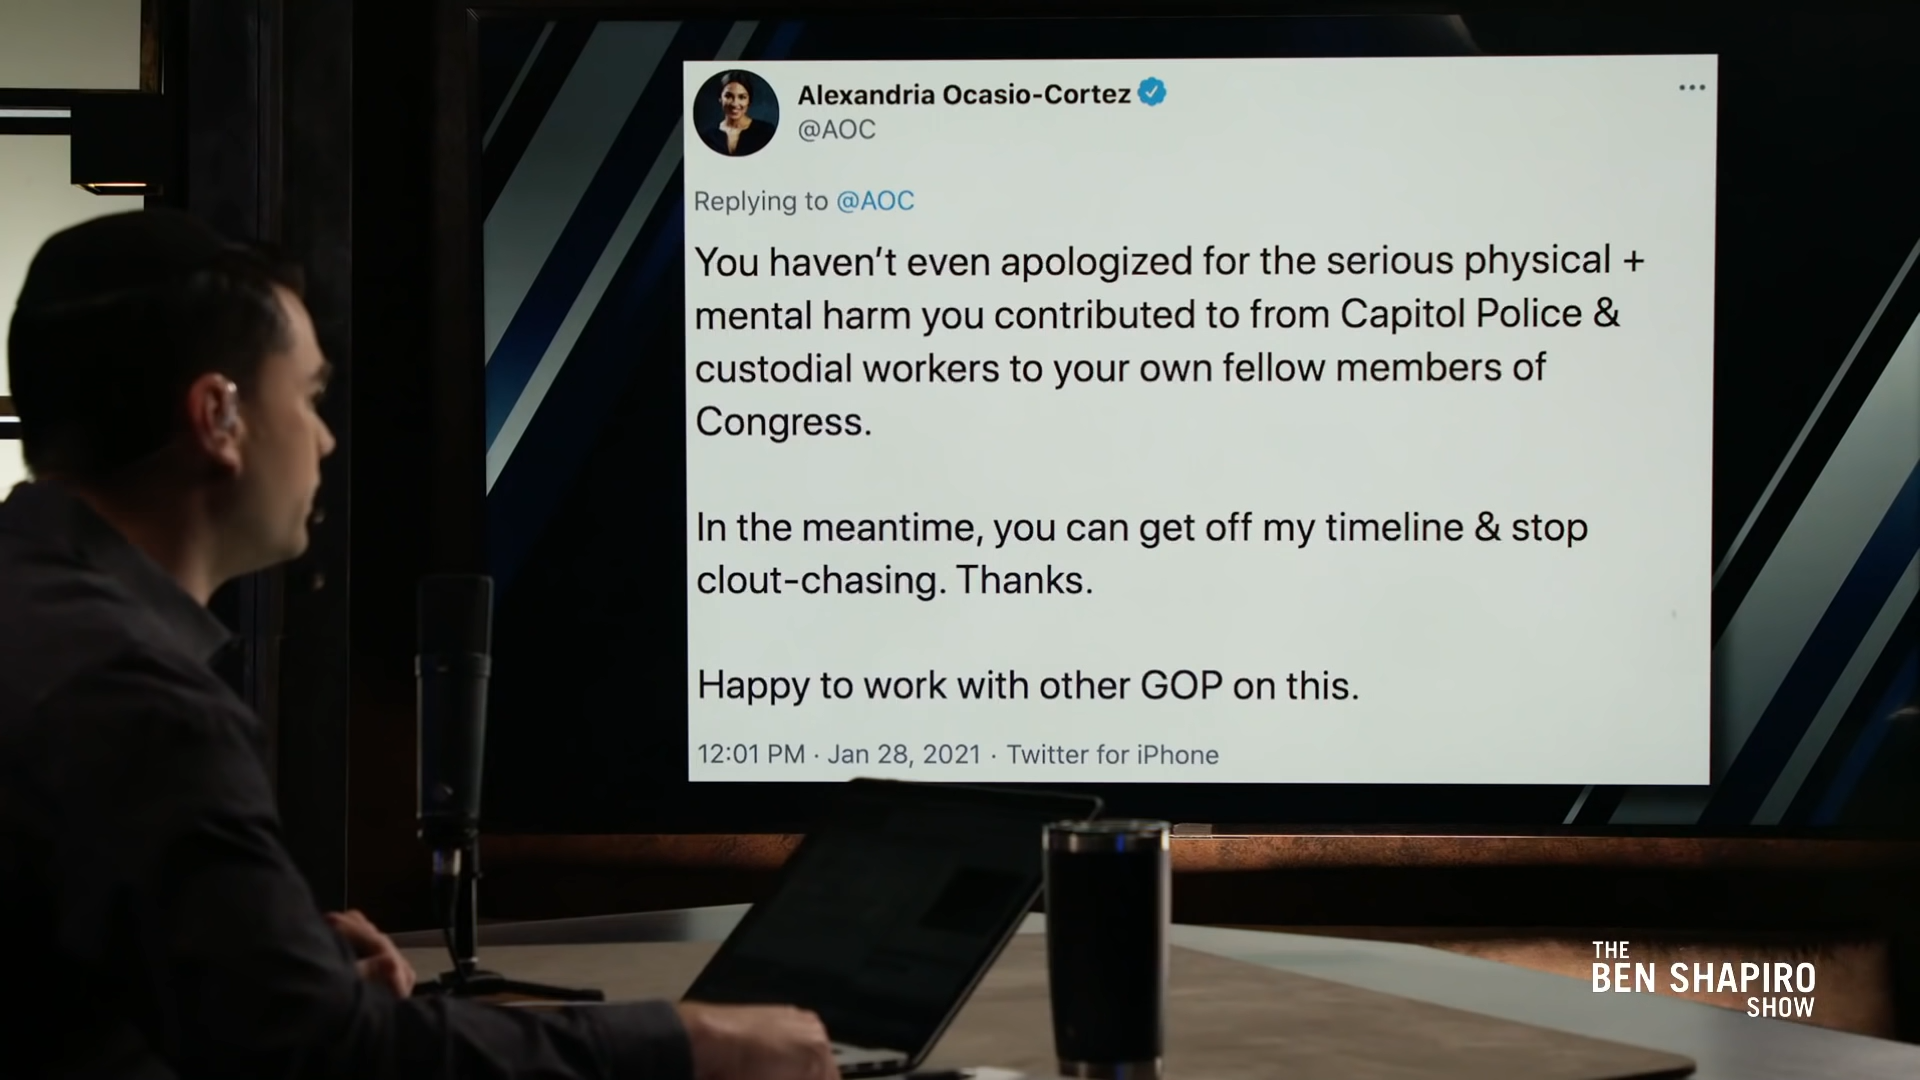 Alexandria Ocasio-Cortez
@AOC
Replying to @AOC
You haven't even apologized for the serious physical +
mental harm you contributed to from Capitol Police &
custodial workers to your own fellow members of
Congress.
In the meantime, you can get off my timeline & stop
clout-chasing. Thanks.
Happy to work with other GOP on this.
12:01 PM · Jan 28, 2021 · Twitter for iPhone
THE
BEN SHAPIRO
SHOW